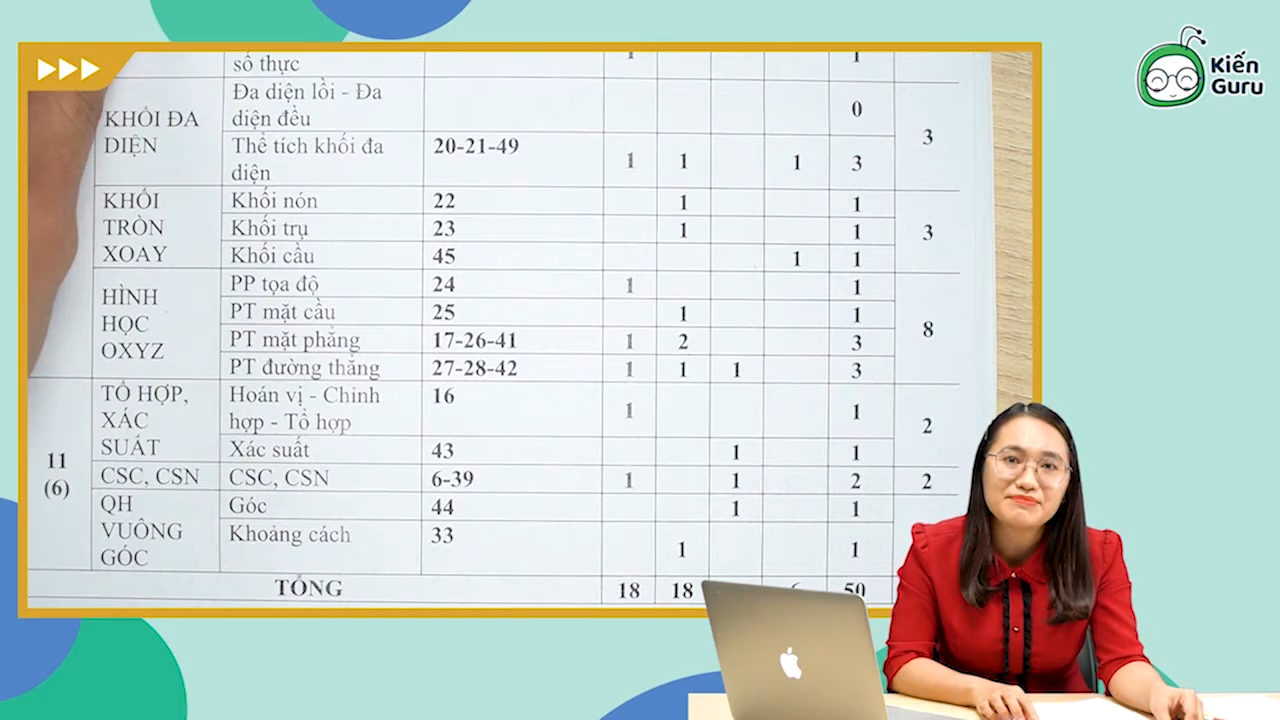 Kiến
Guru
số thực 1 1
Đa diện lồi - Đa
diện đều 0
KHỐI ĐA
DIỆN 3
Thể tích khối đa 20-21-49
diện 1 1 1 3
KHỐI Khối nón 22 1 1
TRÒN Khối trụ 23 1 1 3
XOAY Khối cầu 45 1 1
PP tọa độ 24 1 1
HÌNH PT mặt cầu 25 1 1
HỌC PT mặt phẳng 17-26-41 1 2 3 8
OXYZ PT đường thẳng 27-28-42 1 1 1 3
TỔ HỢP, Hoán vị - Chỉnh 16
XÁC hợp - Tổ hợp 1 1 2
SUẤT Xác suất 43 1 1
11
(6)
CSC, CSN CSC, CSN 6-39 1 1 2 2
QH Góc 44 1 1
VUÔNG Khoảng cách 33
GÓC 1 1
TỔNG 18 18 50